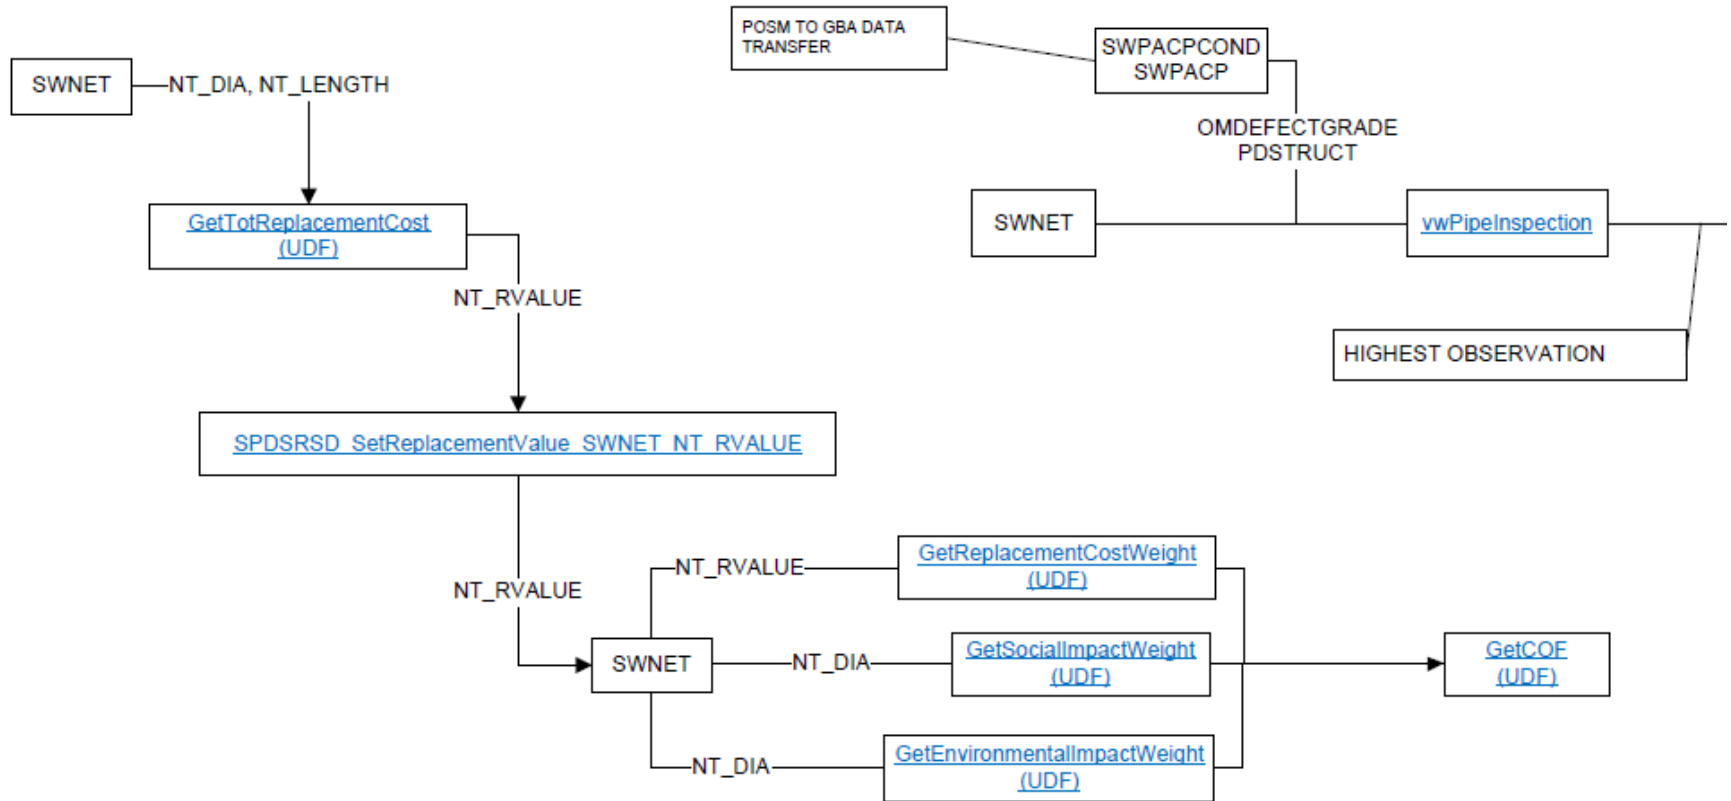 POSM TO GBA DATA
TRANSFER
SWPACPCOND
SWPACP
SWNET
NT_DIA, NT_LENGTH
OMDEFECTGRADE
PDSTRUCT
GetTotReplacementCost
(UDF)
SWNET
vwPipeInspection
NT_RVALUE
HIGHEST OBSERVATION
SPDSRSD_SetReplacementValue_SWNET_NT_RVALUE
NT_RVALUE
NT_RVALUE
GetReplacementCostWeight
(UDF)
SWNET
NT_DIA
GetSocialImpactWeight
(UDF)
GetCOF
(UDF)
NT_DIA
GetEnvironmentalImpactWeight
(UDF)